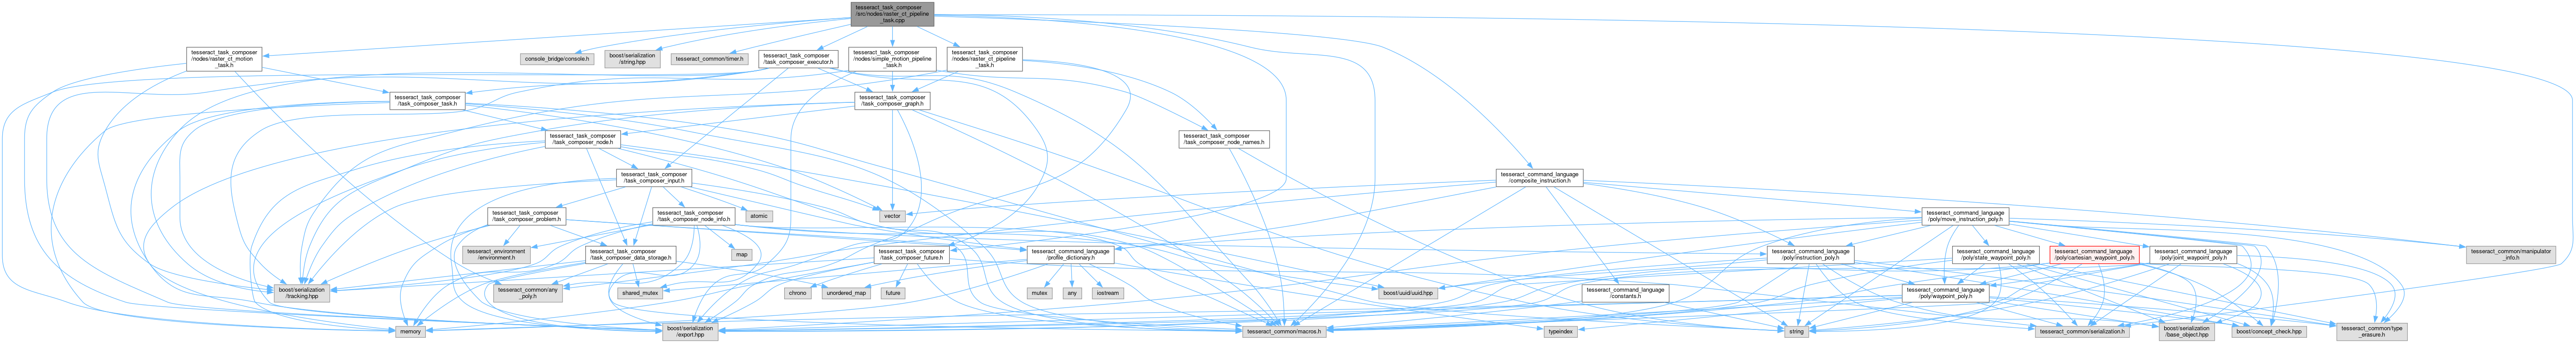 tesseract_task_composer
/src/nodes/raster_ct_pipeline
_task.cpp
tesseract_task_composer
/nodes/raster_ct_motion
_task.h
console_bridge/console.h
boost/serialization
/string.hpp
tesseract_common/timer.h
tesseract_task_composer
/task_composer_executor.h
tesseract_task_composer
/nodes/simple_motion_pipeline
_task.h
tesseract_task_composer
/nodes/raster_ct_pipeline
_task.h
tesseract_task_composer
/task_composer_task.h
tesseract_task_composer
/task_composer_graph.h
tesseract_task_composer
/task_composer_node.h
tesseract_task_composer
/task_composer_node_names.h
tesseract_task_composer
/task_composer_input.h
tesseract_command_language
/composite_instruction.h
tesseract_task_composer
/task_composer_problem.h
tesseract_task_composer
/task_composer_node_info.h
atomic
vector
tesseract_command_language
/poly/move_instruction_poly.h
tesseract_environment
/environment.h
tesseract_task_composer
/task_composer_data_storage.h
map
tesseract_task_composer
/task_composer_future.h
tesseract_command_language
/profile_dictionary.h
tesseract_command_language
/poly/instruction_poly.h
tesseract_command_language
/poly/state_waypoint_poly.h
tesseract_command_language
/poly/cartesian_waypoint_poly.h
tesseract_command_language
/poly/joint_waypoint_poly.h
tesseract_common/manipulator
_info.h
boost/serialization
/tracking.hpp
tesseract_common/any
_poly.h
shared_mutex
chrono
unordered_map
future
mutex
any
iostream
boost/uuid/uuid.hpp
tesseract_command_language
/constants.h
tesseract_command_language
/poly/waypoint_poly.h
memory
boost/serialization
/export.hpp
tesseract_common/macros.h
typeindex
string
tesseract_common/serialization.h
boost/serialization
/base_object.hpp
boost/concept_check.hpp
tesseract_common/type
_erasure.h